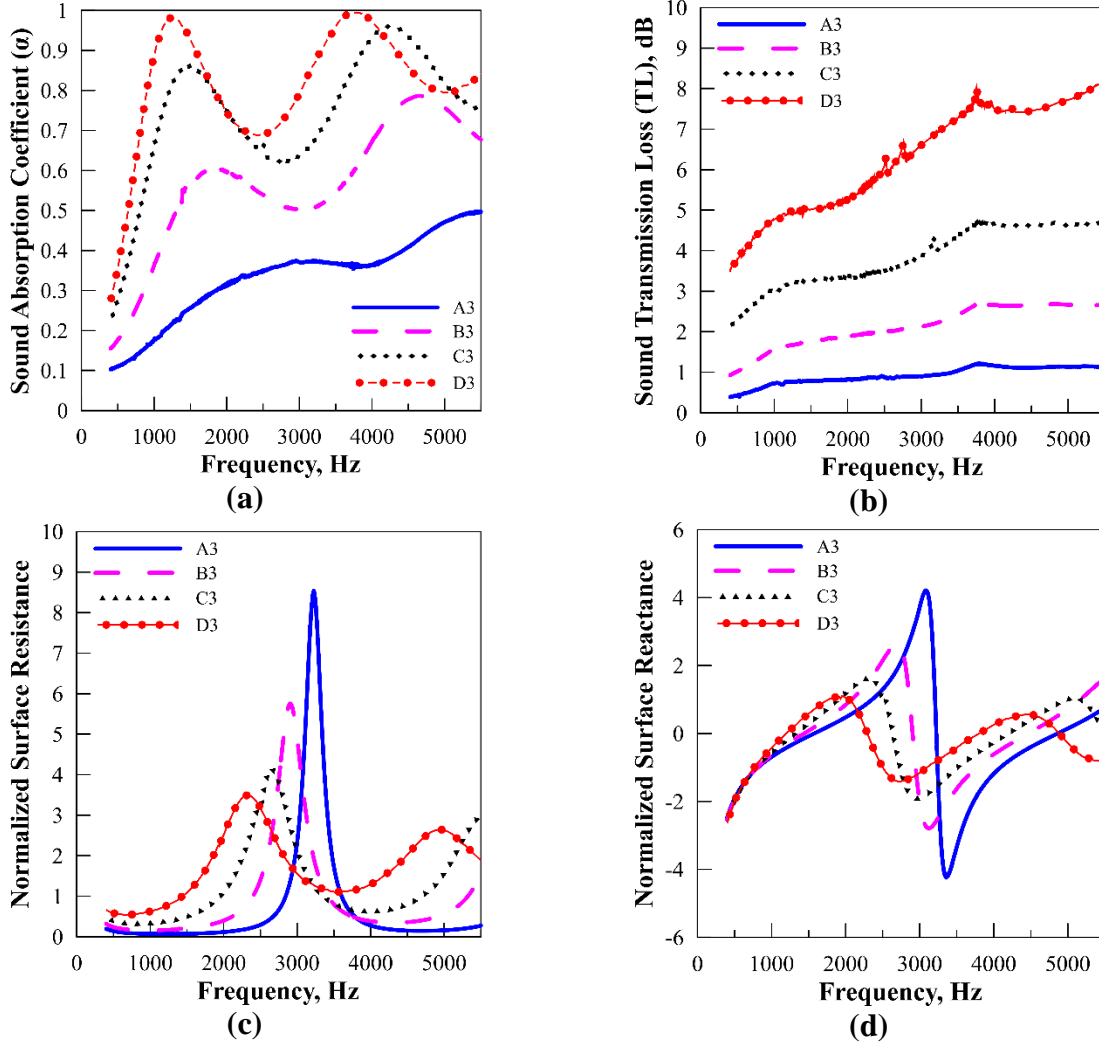 Sound Absorption Coefficient (α)
1
0.9
0.8
0.7
0.6
0.5
0.4
0.3
0.2
0.1
0
A3
B3
C3
D3
0 1000 2000 3000 4000 5000
Frequency, Hz
(a)
Sound Transmission Loss (TL), dB
10
9
8
7
6
5
4
3
2
1
0
A3
B3
C3
D3
0 1000 2000 3000 4000 5000
Frequency, Hz
(b)
Normalized Surface Resistance
10
9
8
7
6
5
4
3
2
1
0
A3
B3
C3
D3
0 1000 2000 3000 4000 5000
Frequency, Hz
(c)
Normalized Surface Reactance
6
4
2
0
-2
-4
-6
A3
B3
C3
D3
0 1000 2000 3000 4000 5000
Frequency, Hz
(d)